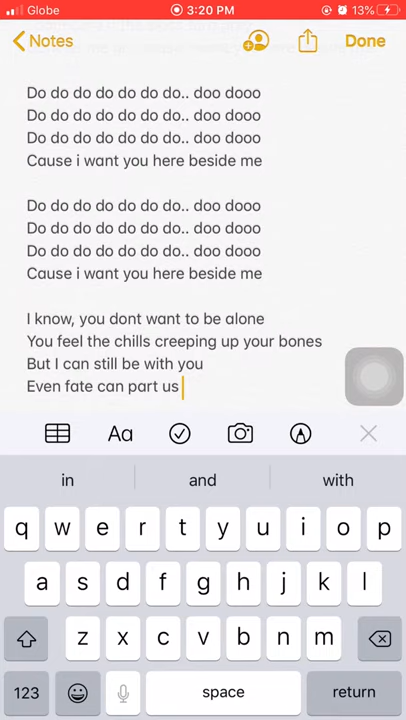 Globe 3:20 PM 13%
Notes Done
Do do do do do do do.. doo dooo
Do do do do do do do.. doo dooo
Do do do do do do do.. doo dooo
Cause i want you here beside me
Do do do do do do do.. doo dooo
Do do do do do do do.. doo dooo
Do do do do do do do.. doo dooo
Cause i want you here beside me
I know, you dont want to be alone
You feel the chills creeping up your bones
But I can still be with you
Even fate can part us
Aa
in and with
q w e r t y u i o p
a s d f g h j k l
z x c v b n m
123 space return